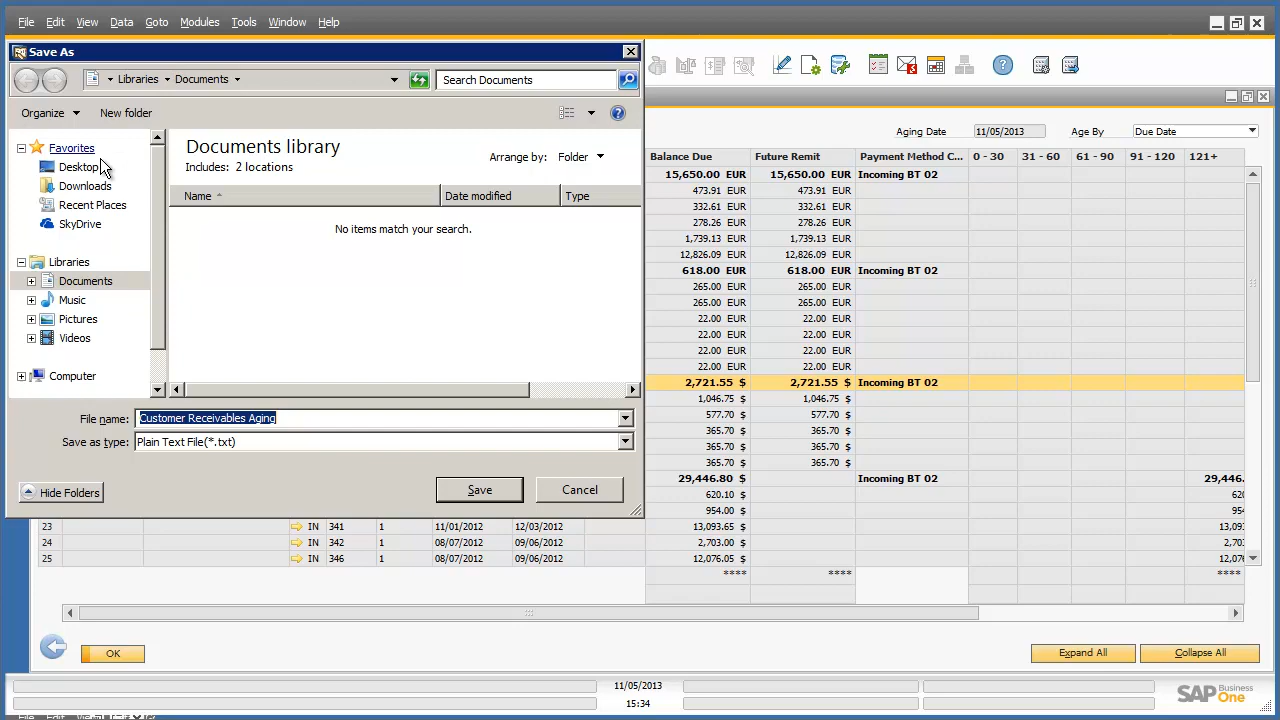 File Edit View Data Goto Modules Tools Window Help
Save As
Libraries Documents
Search Documents
Organize New folder
Favorites
Desktop
Downloads
Recent Places
SkyDrive
Libraries
Documents
Music
Pictures
Videos
Computer
Documents library
Includes: 2 locations
Arrange by: Folder
Name Date modified Type
No items match your search.
File name: Customer Receivables Aging
Save as type: Plain Text File(*.txt)
Hide Folders
Save Cancel
Aging Date 11/05/2013 Age By Due Date
Balance Due Future Remit Payment Method C... 0 - 30 31 - 60 61 - 90 91 - 120 121+
15,650.00 EUR 15,650.00 EUR Incoming BT 02
473.91 EUR 473.91 EUR
332.61 EUR 332.61 EUR
278.26 EUR 278.26 EUR
1,739.13 EUR 1,739.13 EUR
12,826.09 EUR 12,826.09 EUR
618.00 EUR 618.00 EUR Incoming BT 02
265.00 EUR 265.00 EUR
265.00 EUR 265.00 EUR
22.00 EUR 22.00 EUR
22.00 EUR 22.00 EUR
22.00 EUR 22.00 EUR
22.00 EUR 22.00 EUR
2,721.55 $ 2,721.55 $ Incoming BT 02
1,046.75 $ 1,046.75 $
577.70 $ 577.70 $
365.70 $ 365.70 $
365.70 $ 365.70 $
365.70 $ 365.70 $
29,446.80 $ Incoming BT 02 29,446.
620.10 $ 620
954.00 $ 954
23 IN 341 1 11/01/2012 12/03/2012 13,093.65 $ 13,093
24 IN 342 1 08/07/2012 09/06/2012 2,703.00 $ 2,703
25 IN 346 1 08/07/2012 09/06/2012 12,076.05 $ 12,076
**** **** ****
OK
Expand All Collapse All
11/05/2013
15:34
SAP Business One
File Edit View